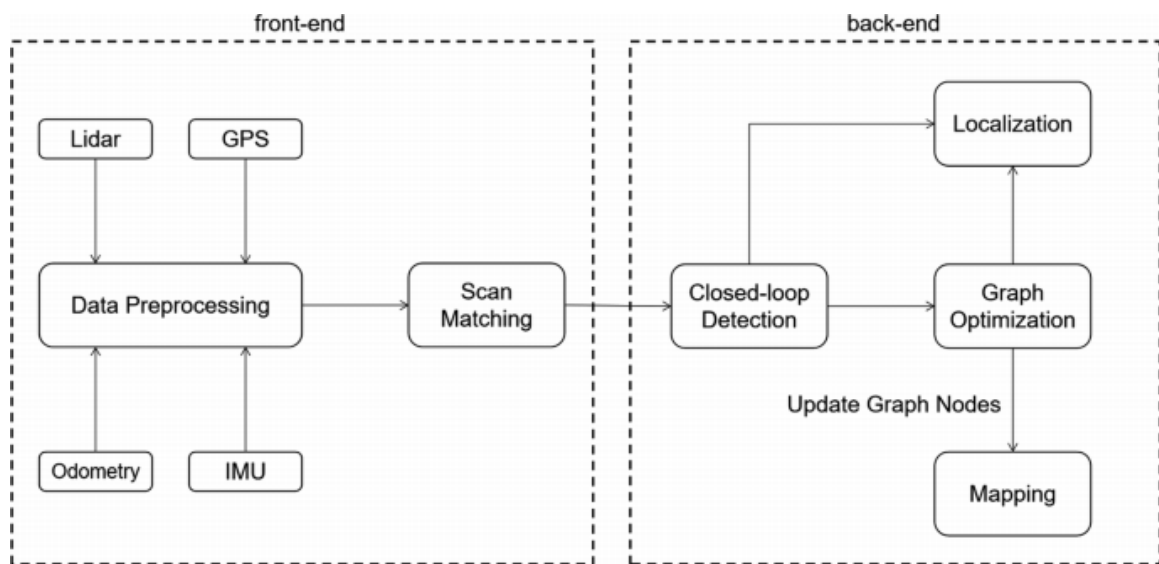 front-end
back-end
Lidar
GPS
Data Preprocessing
Scan
Matching
Odometry
IMU
Localization
Closed-loop
Detection
Graph
Optimization
Update Graph Nodes
Mapping